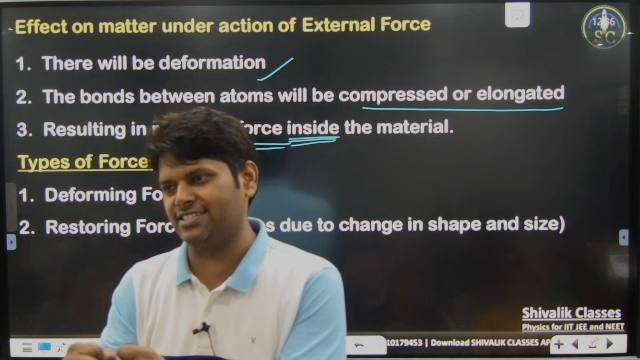 Effect on matter under action of External Force
1. There will be deformation
2. The bonds between atoms will be compressed or elongated
3. Resulting in force inside the material.
Types of Force
1. Deforming Fo
2. Restoring Forc s due to change in shape and size)
Shivalik Classes
Physics for IIT JEE and NEET
10179453 | Download SHIVALIK CLASSES AP
SC